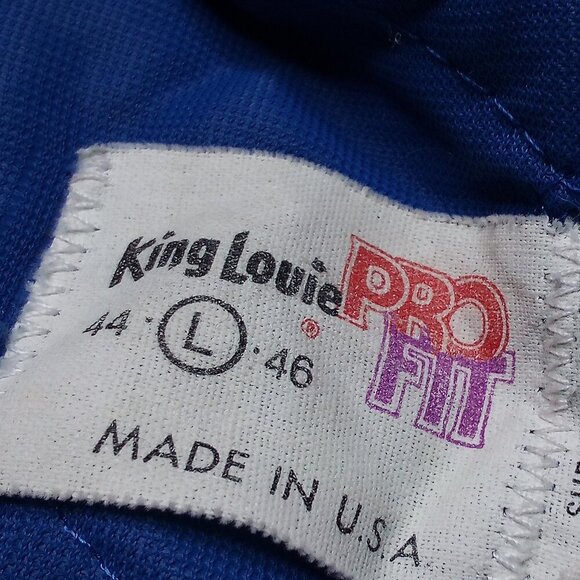 King Louie® PRO FIT
44 · L · 46
MADE IN U.S.A.